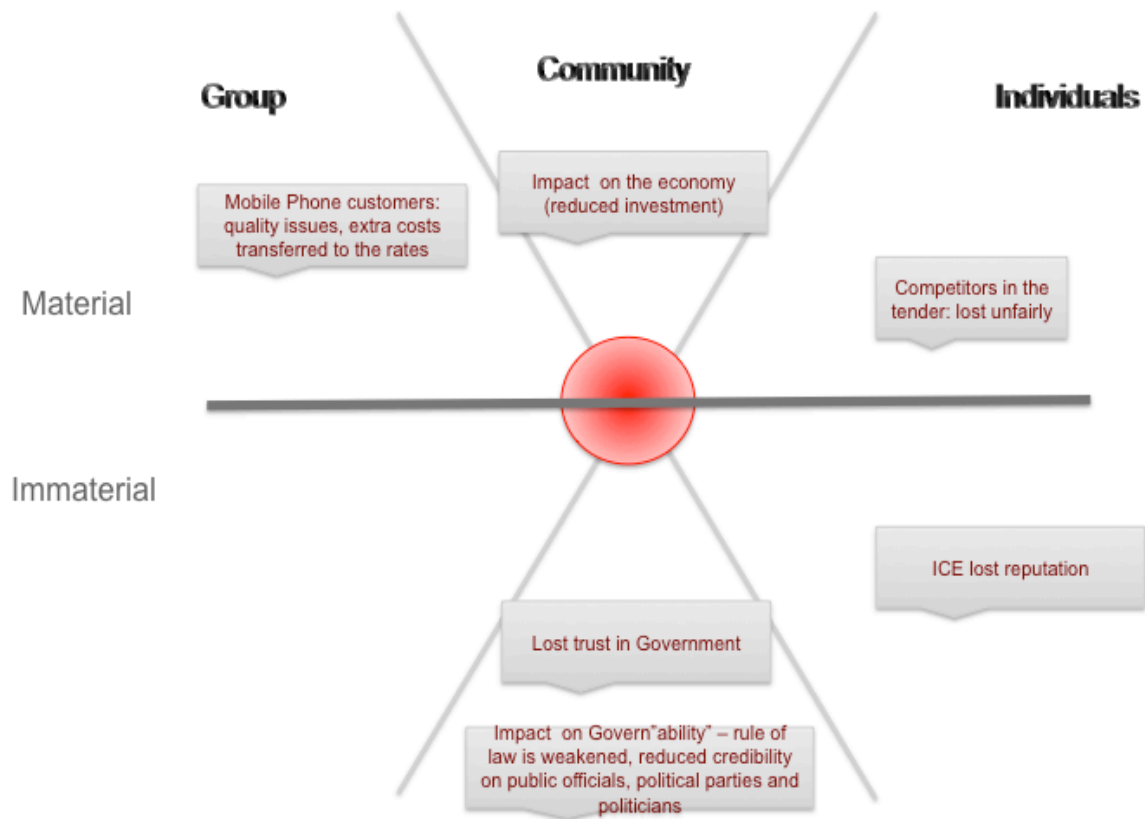 Community
Group
Individuals
Impact  on the economy
(reduced investment)
Mobile Phone customers:
quality issues, extra costs
transferred to the rates
Competitors in the
tender: lost unfairly
Material
Immaterial
ICE lost reputation
Lost trust in Government
Impact  on Govern"ability" – rule of
law is weakened, reduced credibility
on public officials, political parties and
politicians